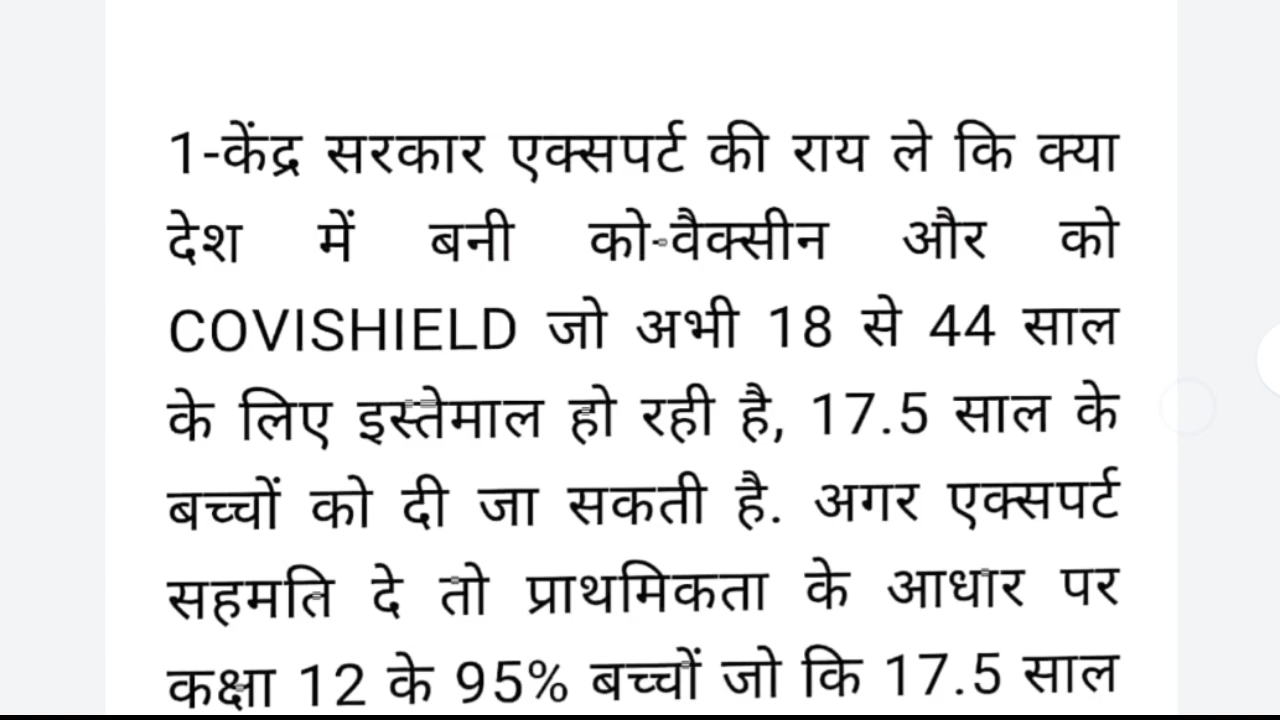 1-केंद्र सरकार एक्सपर्ट की राय ले कि क्या
देश में बनी को-वैक्सीन और को
COVISHIELD जो अभी 18 से 44 साल
के लिए इस्तेमाल हो रही है, 17.5 साल के
बच्चों को दी जा सकती है. अगर एक्सपर्ट
सहमति दे तो प्राथमिकता के आधार पर
कक्षा 12 के 95% बच्चों जो कि 17.5 साल